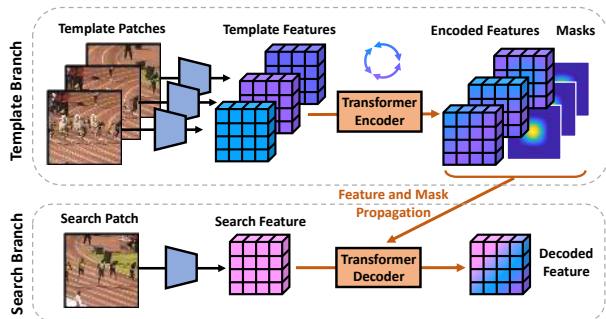 Template Branch
Template Patches
Template Features
Encoded Features
Masks
Transformer
Encoder
Feature and Mask
Propagation
Search Branch
Search Patch
Search Feature
Transformer
Decoder
Decoded
Feature